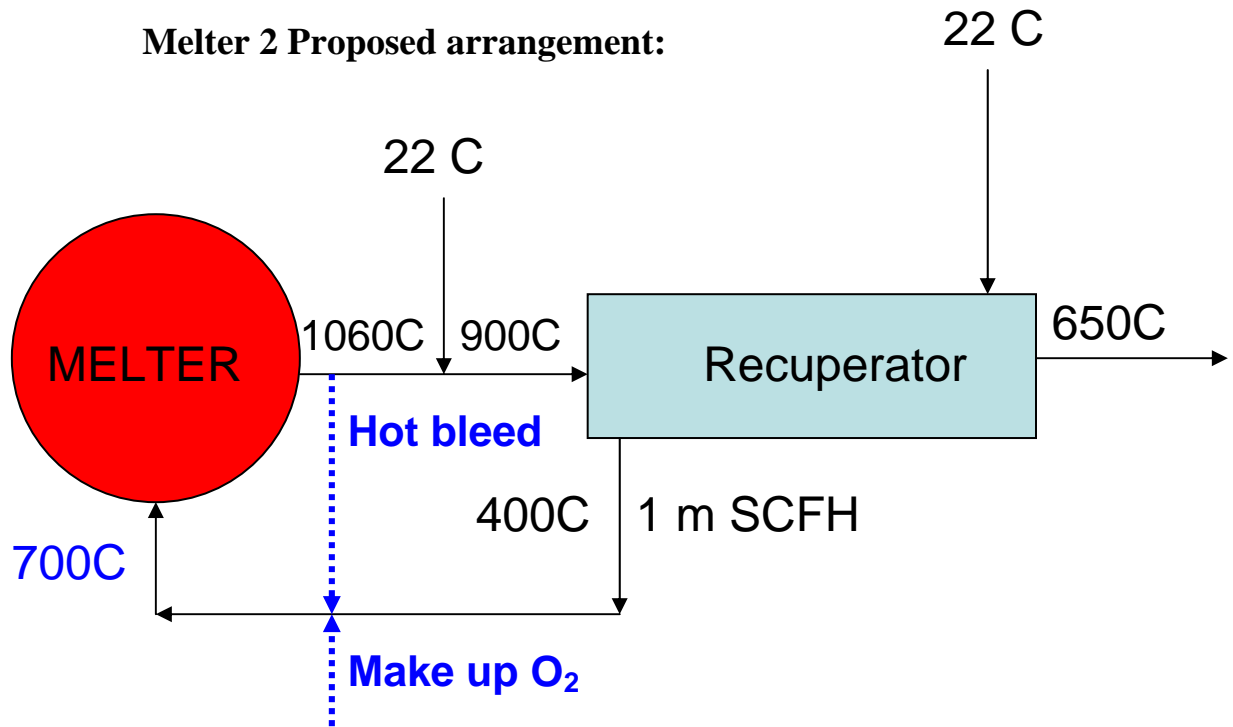 Melter 2 Proposed arrangement:
22 C
22 C
MELTER
1060C
900C
Recuperator
650C
Hot bleed
400C
1 m SCFH
700C
Make up O₂